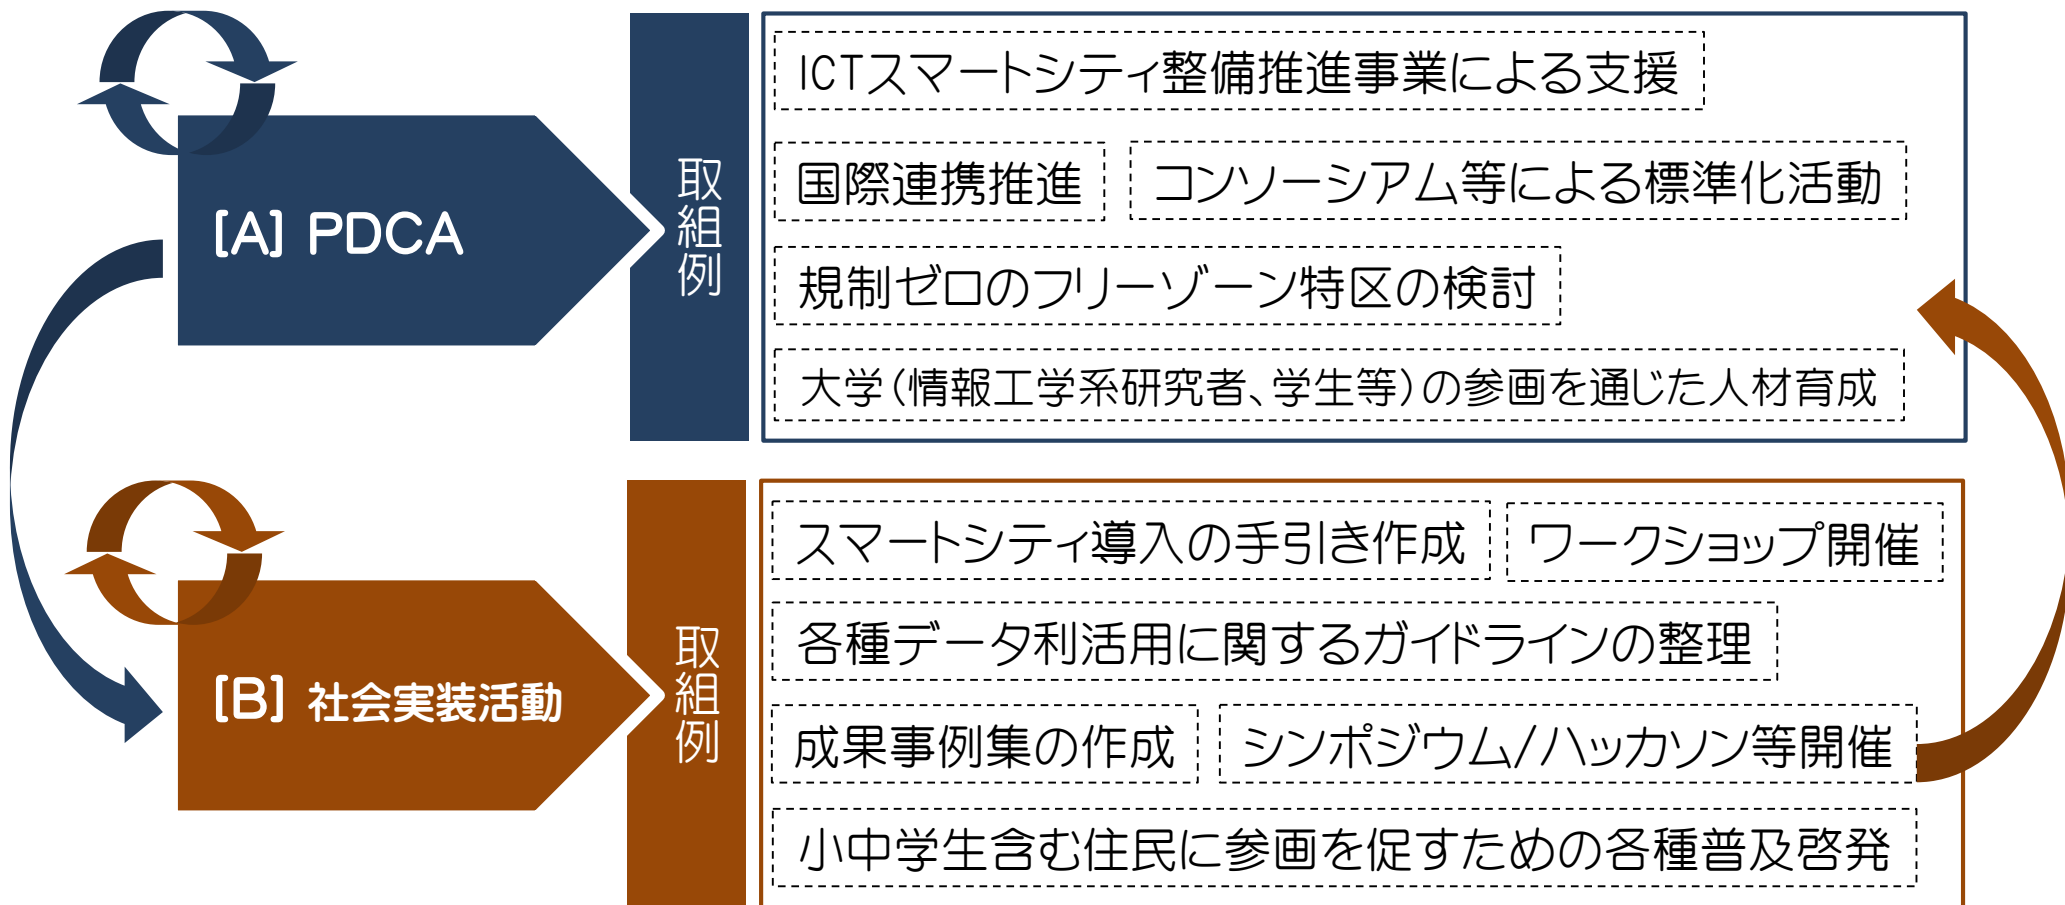 [A] PDCA
取組例
ICTスマートシティ整備推進事業による支援
国際連携推進
コンソーシアム等による標準化活動
規制ゼロのフリーゾーン特区の検討
大学(情報工学系研究者、学生等)の参画を通じた人材育成
[B] 社会実装活動
取組例
スマートシティ導入の手引き作成
ワークショップ開催
各種データ利活用に関するガイドラインの整理
成果事例集の作成
シンポジウム/ハッカソン等開催
小中学生含む住民に参画を促すための各種普及啓発